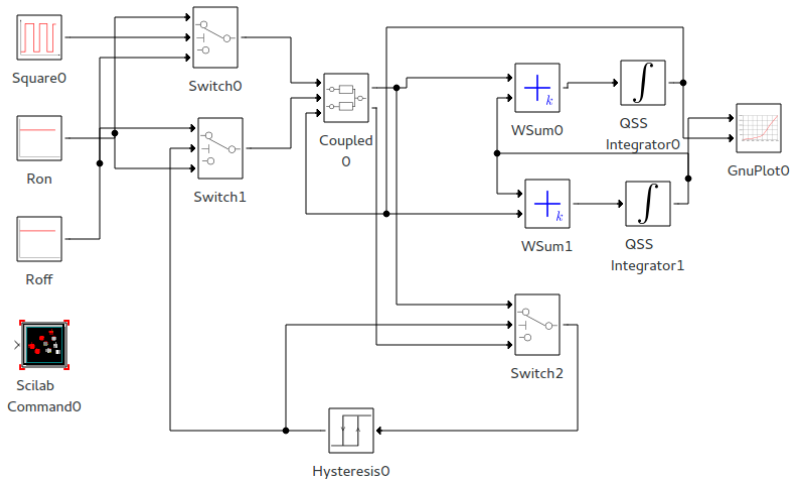 Square0
Switch0
Ron
Switch1
Roff
Coupled
0
k
WSum0
QSS
Integrator0
GnuPlot0
k
WSum1
QSS
Integrator1
Scilab
Command0
Switch2
Hysteresis0